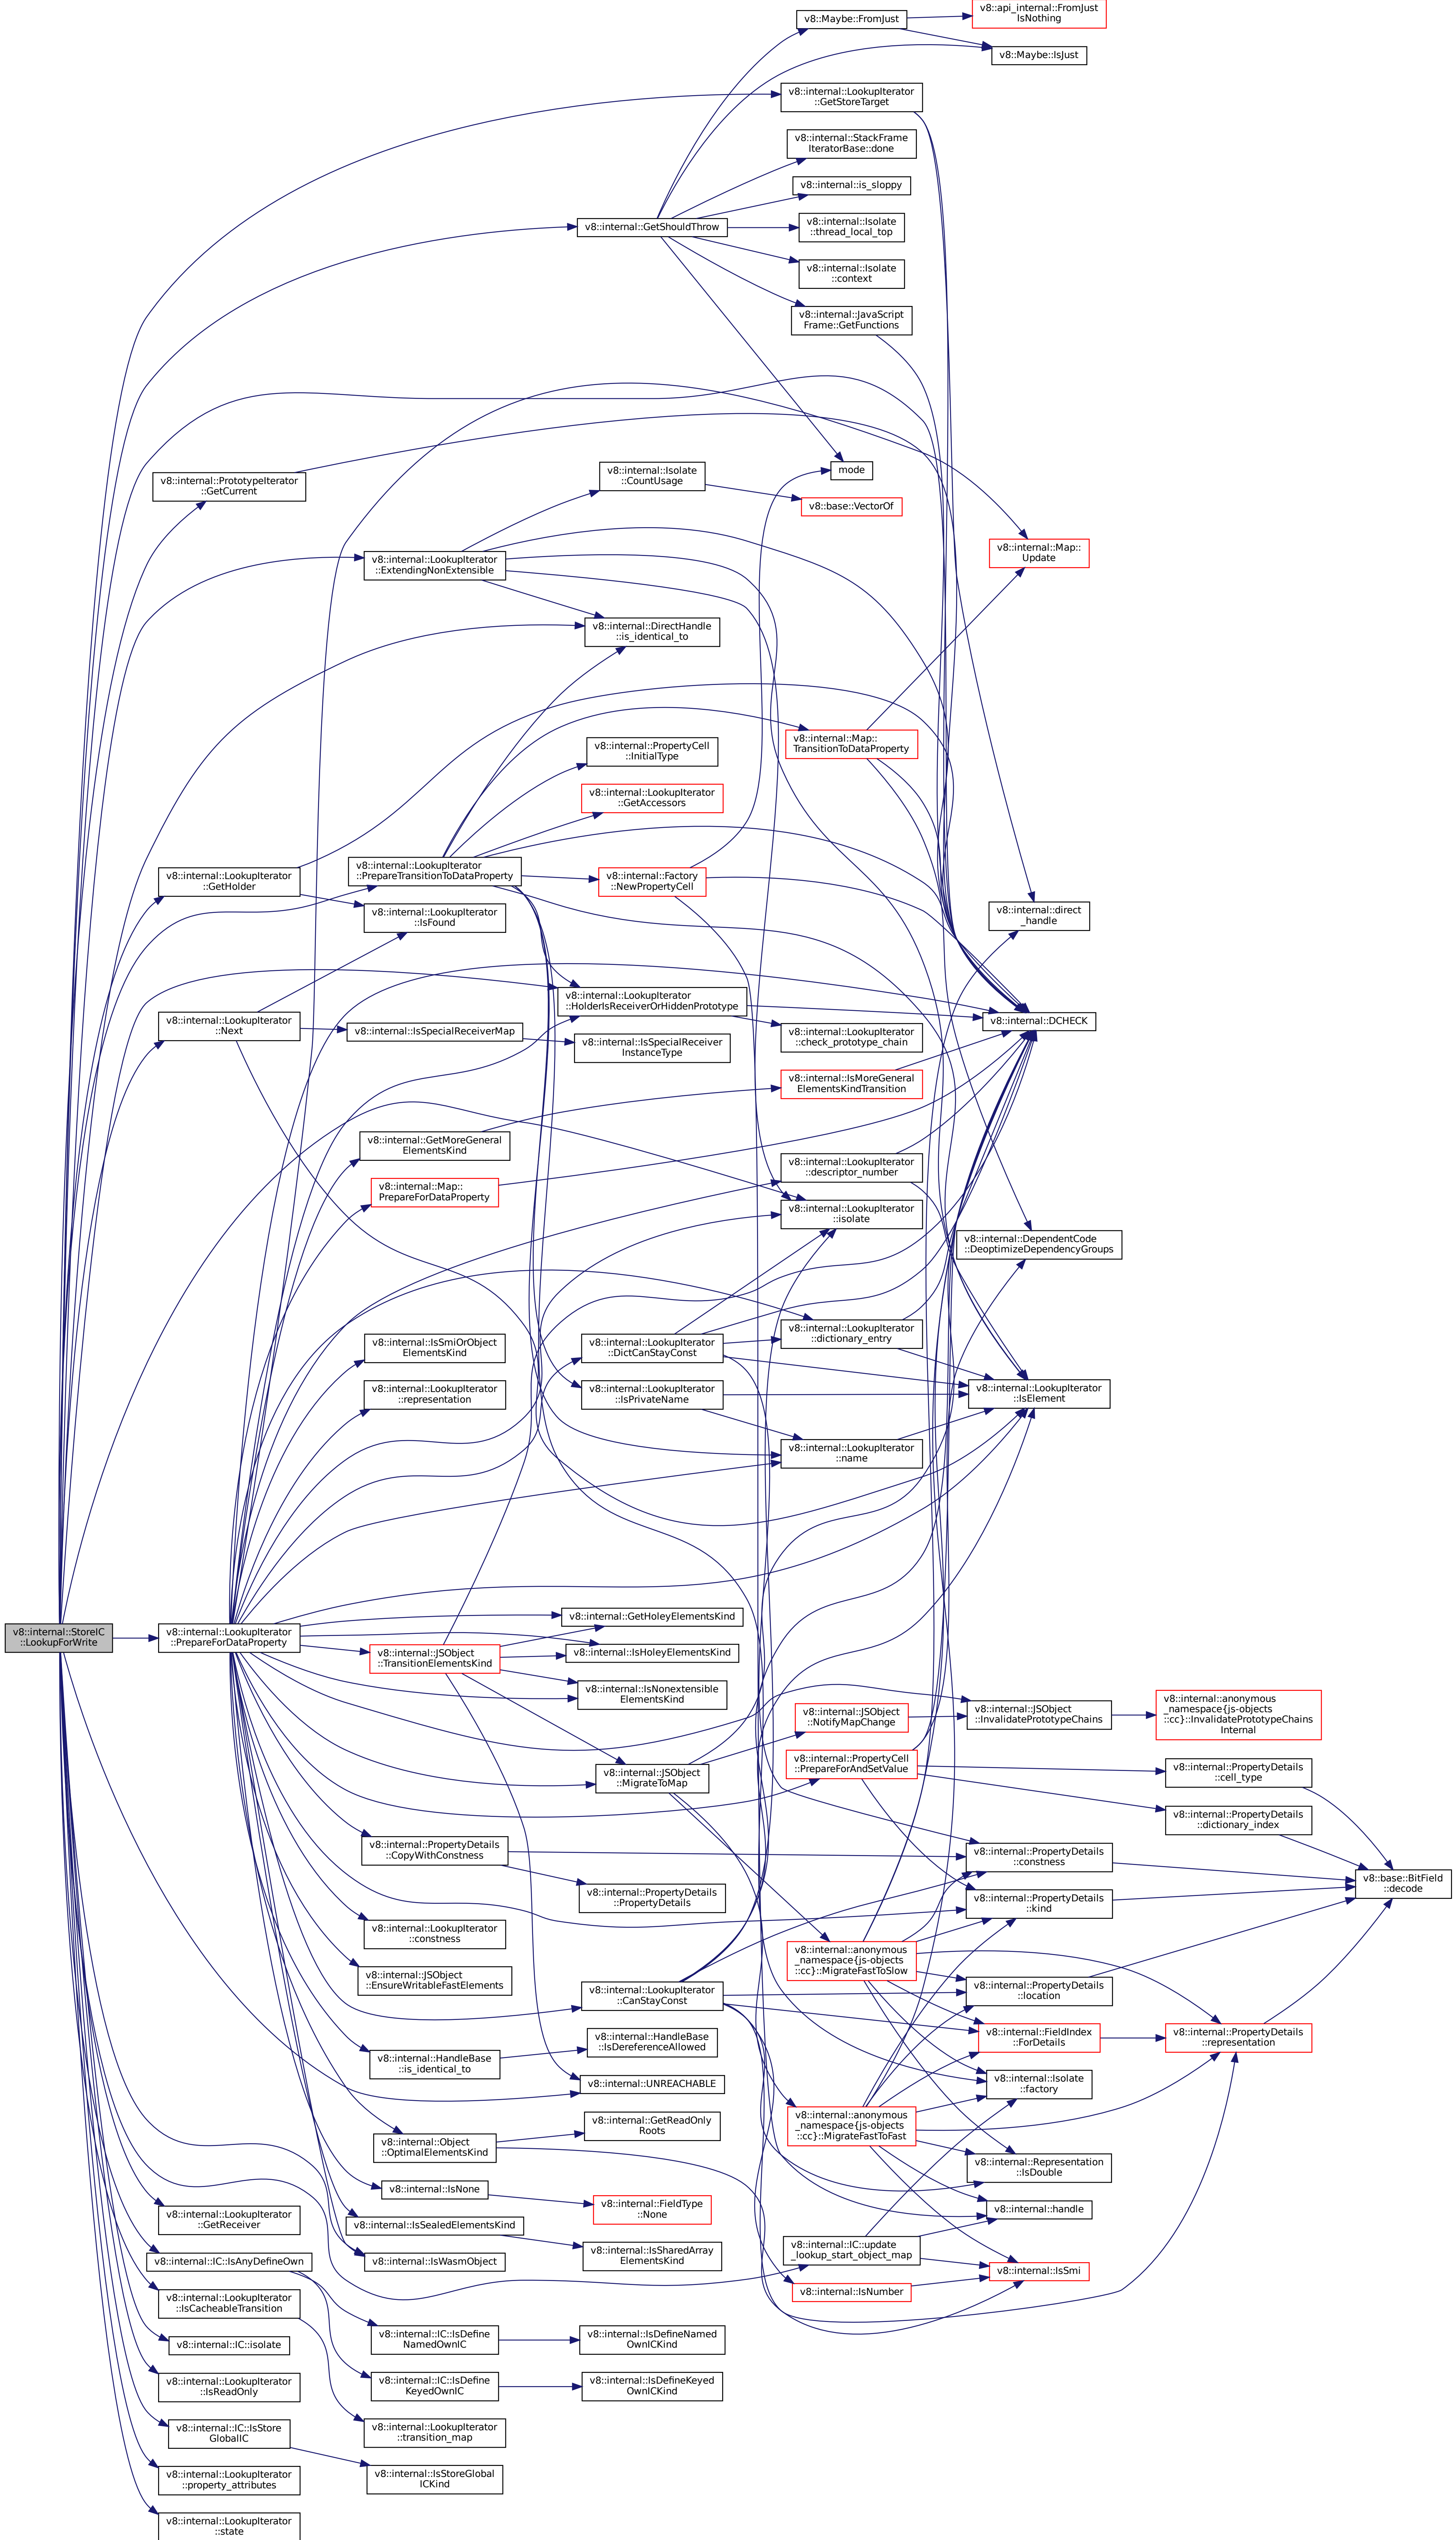 v8::Maybe::FromJust
v8::api_internal::FromJust
IsNothing
v8::Maybe::IsJust
v8::internal::LookupIterator
::GetStoreTarget
v8::internal::StackFrame
IteratorBase::done
v8::internal::is_sloppy
v8::internal::GetShouldThrow
v8::internal::Isolate
::thread_local_top
v8::internal::Isolate
::context
v8::internal::JavaScript
Frame::GetFunctions
mode
v8::internal::Isolate
::CountUsage
v8::internal::PrototypeIterator
::GetCurrent
v8::base::VectorOf
v8::internal::Map::
Update
v8::internal::LookupIterator
::ExtendingNonExtensible
v8::internal::DirectHandle
::is_identical_to
v8::internal::Map::
TransitionToDataProperty
v8::internal::PropertyCell
::InitialType
v8::internal::LookupIterator
::GetAccessors
v8::internal::LookupIterator
::GetHolder
v8::internal::LookupIterator
::PrepareTransitionToDataProperty
v8::internal::Factory
::NewPropertyCell
v8::internal::LookupIterator
::IsFound
v8::internal::direct
_handle
v8::internal::LookupIterator
::HolderIsReceiverOrHiddenPrototype
v8::internal::LookupIterator
::Next
v8::internal::IsSpecialReceiverMap
v8::internal::DCHECK
v8::internal::LookupIterator
::check_prototype_chain
v8::internal::IsSpecialReceiver
InstanceType
v8::internal::IsMoreGeneral
ElementsKindTransition
v8::internal::GetMoreGeneral
ElementsKind
v8::internal::LookupIterator
::descriptor_number
v8::internal::Map::
PrepareForDataProperty
v8::internal::LookupIterator
::isolate
v8::internal::DependentCode
::DeoptimizeDependencyGroups
v8::internal::IsSmiOrObject
ElementsKind
v8::internal::LookupIterator
::DictCanStayConst
v8::internal::LookupIterator
::dictionary_entry
v8::internal::LookupIterator
::representation
v8::internal::LookupIterator
::IsPrivateName
v8::internal::LookupIterator
::IsElement
v8::internal::LookupIterator
::name
v8::internal::StoreIC
::LookupForWrite
v8::internal::LookupIterator
::PrepareForDataProperty
v8::internal::GetHoleyElementsKind
v8::internal::JSObject
::TransitionElementsKind
v8::internal::IsHoleyElementsKind
v8::internal::IsNonextensible
ElementsKind
v8::internal::JSObject
::NotifyMapChange
v8::internal::JSObject
::InvalidatePrototypeChains
v8::internal::anonymous
_namespace{js-objects
::cc}::InvalidatePrototypeChains
Internal
v8::internal::JSObject
::MigrateToMap
v8::internal::PropertyCell
::PrepareForAndSetValue
v8::internal::PropertyDetails
::cell_type
v8::internal::PropertyDetails
::dictionary_index
v8::internal::PropertyDetails
::CopyWithConstness
v8::internal::PropertyDetails
::constness
v8::base::BitField
::decode
v8::internal::PropertyDetails
::PropertyDetails
v8::internal::PropertyDetails
::kind
v8::internal::LookupIterator
::constness
v8::internal::anonymous
_namespace{js-objects
::cc}::MigrateFastToSlow
v8::internal::JSObject
::EnsureWritableFastElements
v8::internal::LookupIterator
::CanStayConst
v8::internal::PropertyDetails
::location
v8::internal::HandleBase
::IsDereferenceAllowed
v8::internal::FieldIndex
::ForDetails
v8::internal::PropertyDetails
::representation
v8::internal::HandleBase
::is_identical_to
v8::internal::UNREACHABLE
v8::internal::Isolate
::factory
v8::internal::GetReadOnly
Roots
v8::internal::anonymous
_namespace{js-objects
::cc}::MigrateFastToFast
v8::internal::Object
::OptimalElementsKind
v8::internal::Representation
::IsDouble
v8::internal::IsNone
v8::internal::FieldType
::None
v8::internal::handle
v8::internal::LookupIterator
::GetReceiver
v8::internal::IsSealedElementsKind
v8::internal::IC::update
_lookup_start_object_map
v8::internal::IC::IsAnyDefineOwn
v8::internal::IsWasmObject
v8::internal::IsSharedArray
ElementsKind
v8::internal::IsSmi
v8::internal::IsNumber
v8::internal::LookupIterator
::IsCacheableTransition
v8::internal::IC::isolate
v8::internal::IC::IsDefine
NamedOwnIC
v8::internal::IsDefineNamed
OwnICKind
v8::internal::LookupIterator
::IsReadOnly
v8::internal::IC::IsDefine
KeyedOwnIC
v8::internal::IsDefineKeyed
OwnICKind
v8::internal::IC::IsStore
GlobalIC
v8::internal::LookupIterator
::transition_map
v8::internal::LookupIterator
::property_attributes
v8::internal::IsStoreGlobal
ICKind
v8::internal::LookupIterator
::state